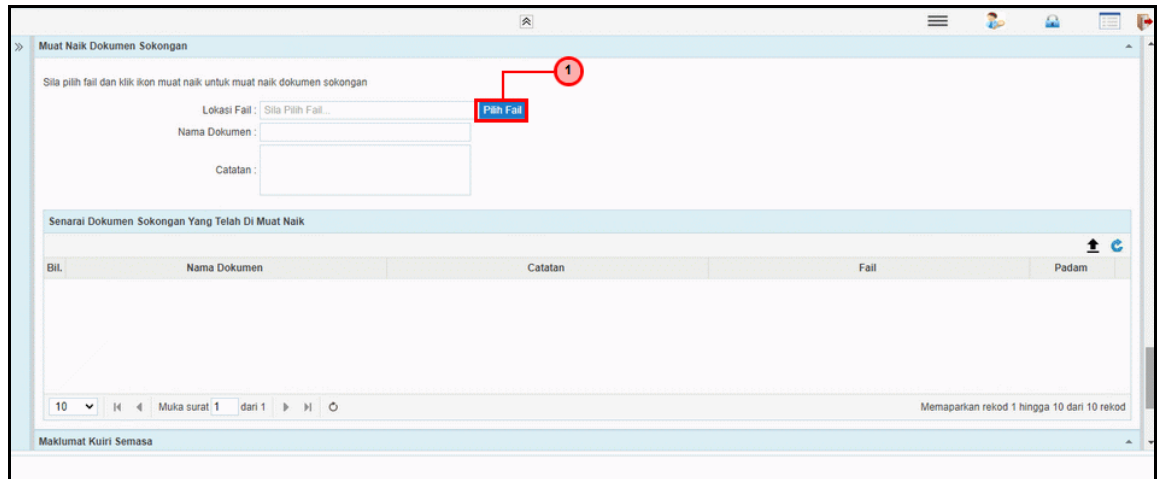 Muat Naik Dokumen Sokongan
1
Sila pilih fail dan klik ikon muat naik untuk muat naik dokumen sokongan
Lokasi Fail : Sila Pilih Fail... Pilih Fail
Nama Dokumen :
Catatan :
Senarai Dokumen Sokongan Yang Telah Di Muat Naik
Bil. Nama Dokumen Catatan Fail Padam
10 Muka surat 1 dari 1 Memaparkan rekod 1 hingga 10 dari 10 rekod
Maklumat Kuiri Semasa